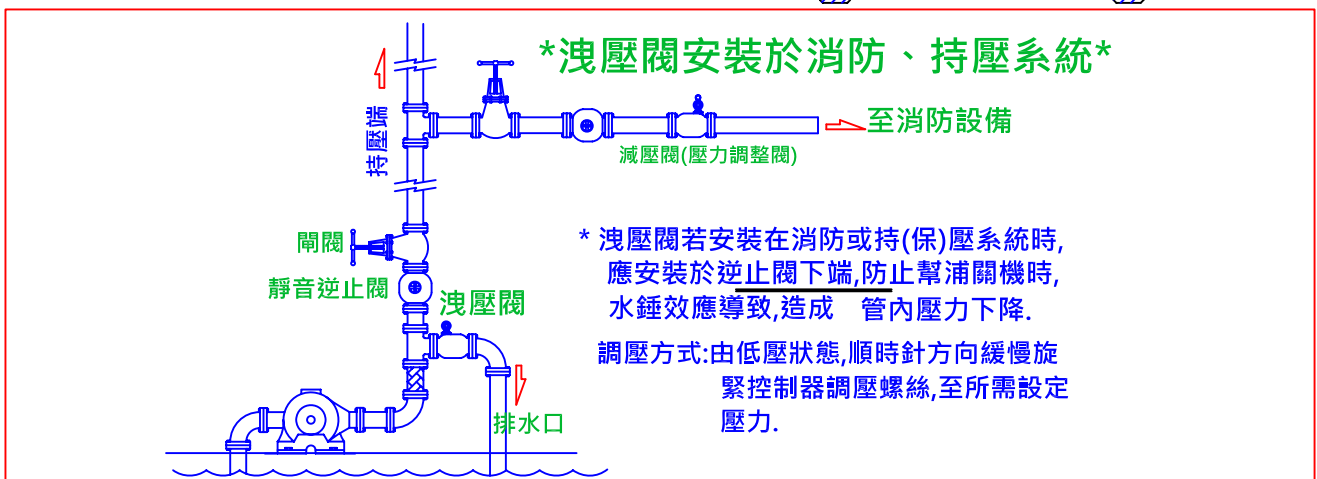 *洩壓閥安裝於消防、持壓系統*
持壓端
至消防設備
減壓閥(壓力調整閥)
閘閥
靜音逆止閥
洩壓閥
排水口
* 洩壓閥若安裝在消防或持(保)壓系統時,
應安裝於逆止閥下端,防止幫浦關機時,
水錘效應導致,造成 管內壓力下降.
調壓方式:由低壓狀態,順時針方向緩慢旋
緊控制器調壓螺絲,至所需設定
壓力.